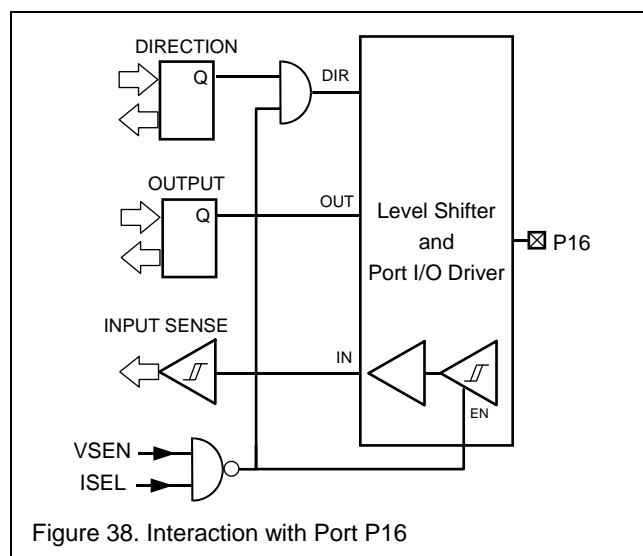 DIRECTION
Q
DIR
OUTPUT
Q
OUT
Level Shifter
and
Port I/O Driver
P16
INPUT SENSE
IN
EN
VSEN
ISEL
Figure 38. Interaction with Port P16